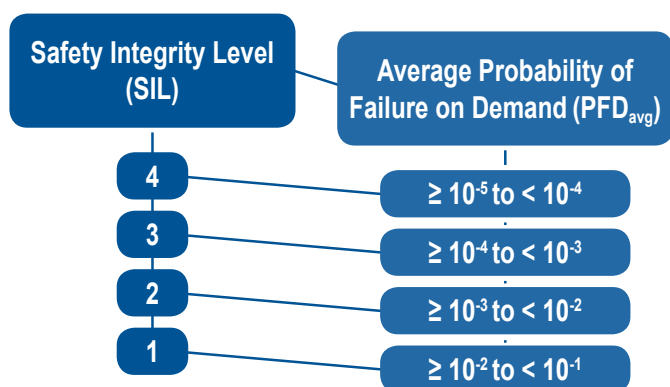 Safety Integrity Level
(SIL)
Average Probability of
Failure on Demand (PFDavg)
4
≥ 10⁻⁵ to < 10⁻⁴
3
≥ 10⁻⁴ to < 10⁻³
2
≥ 10⁻³ to < 10⁻²
1
≥ 10⁻² to < 10⁻¹